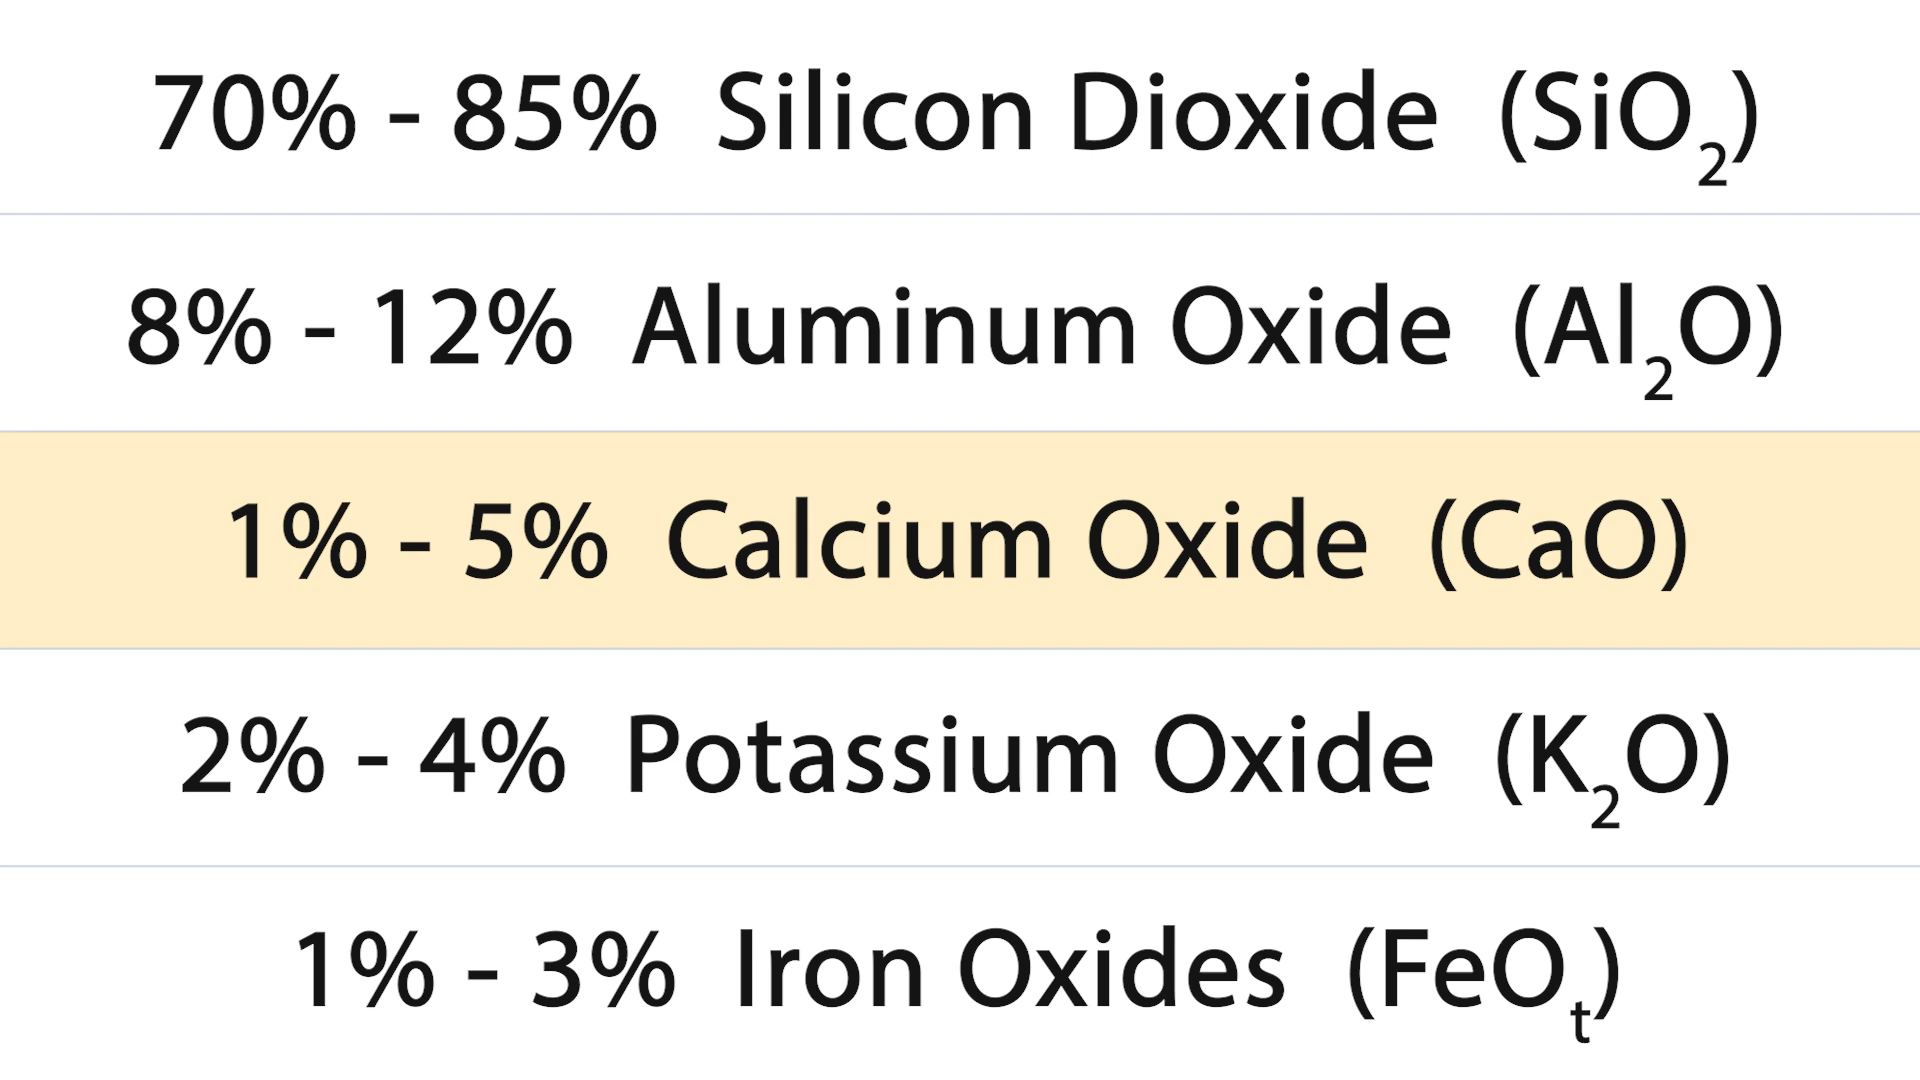 70% - 85% Silicon Dioxide (SiO₂)
8% - 12% Aluminum Oxide (Al₂O)
1% - 5% Calcium Oxide (CaO)
2% - 4% Potassium Oxide (K₂O)
1% - 3% Iron Oxides (FeOₜ)